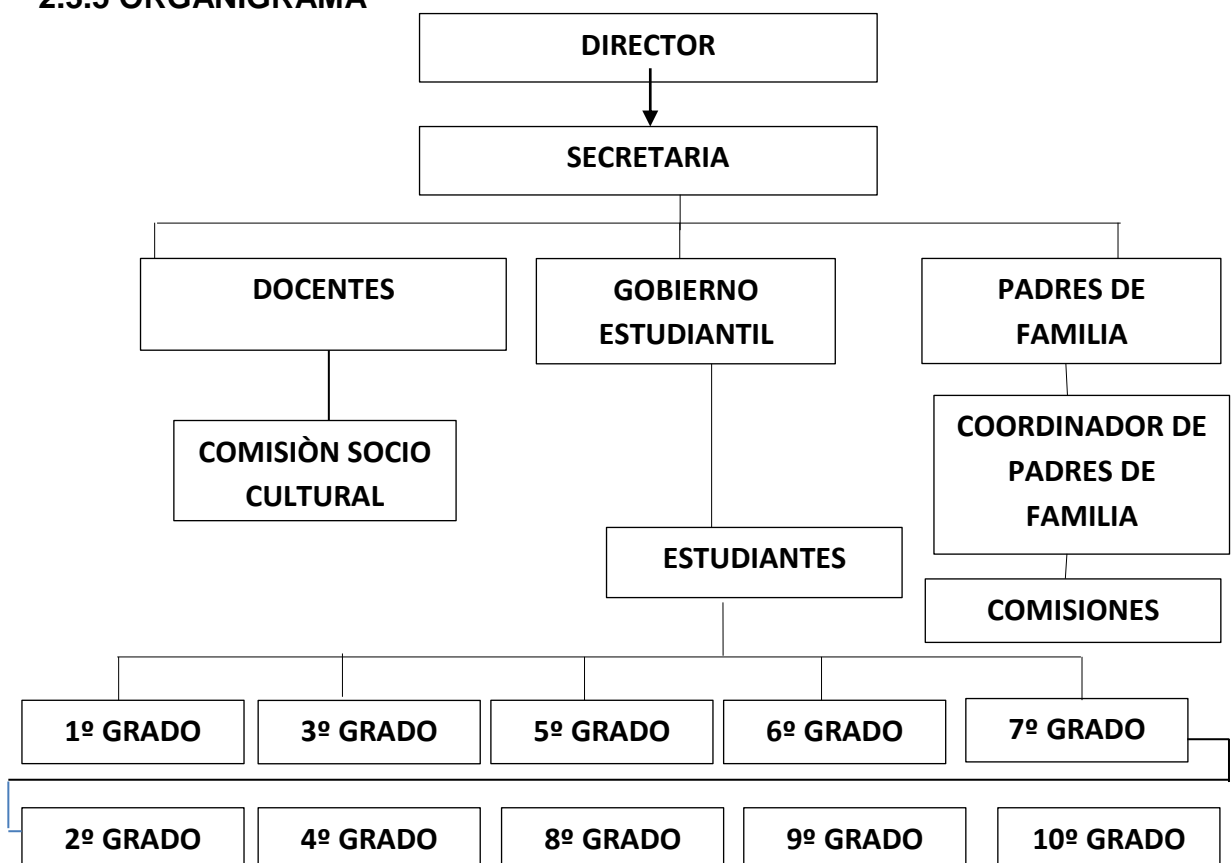 2.3.5 ORGANIGRAMA
DIRECTOR
SECRETARIA
DOCENTES
GOBIERNO
ESTUDIANTIL
PADRES DE
FAMILIA
COMISIÒN SOCIO
CULTURAL
COORDINADOR DE
PADRES DE
FAMILIA
ESTUDIANTES
COMISIONES
1º GRADO
3º GRADO
5º GRADO
6º GRADO
7º GRADO
2º GRADO
4º GRADO
8º GRADO
9º GRADO
10º GRADO